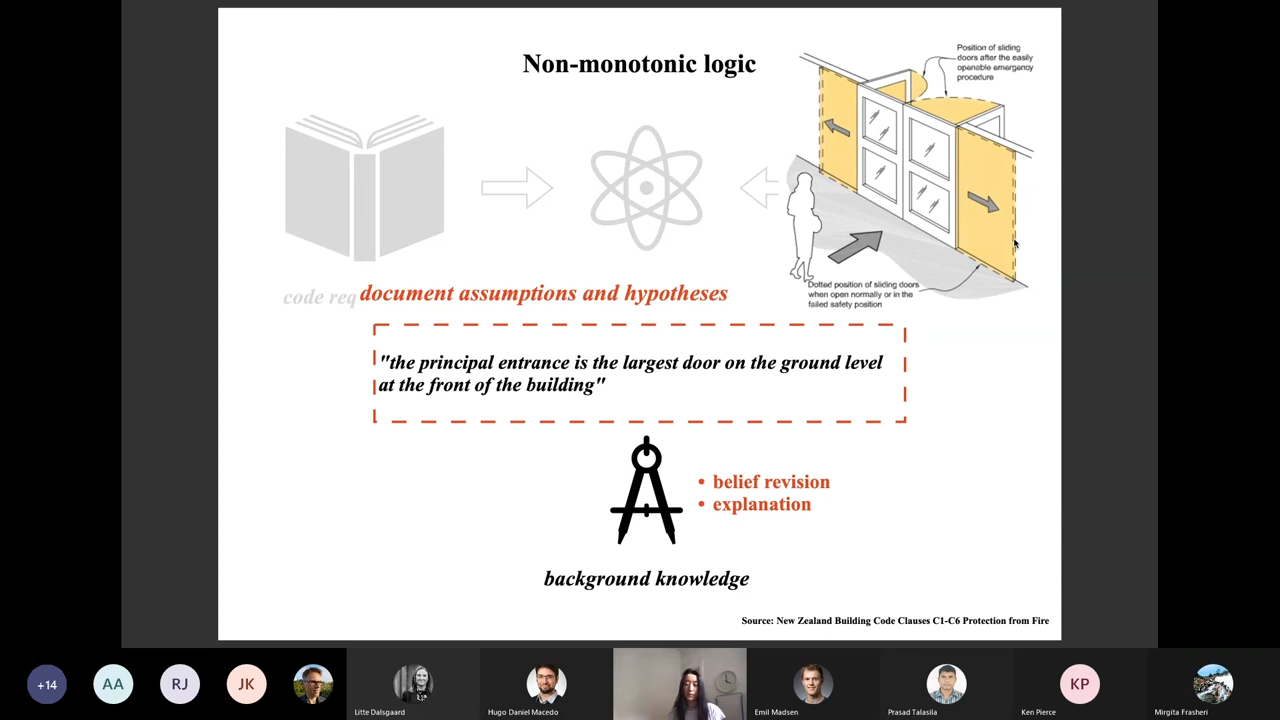 Non-monotonic logic
Position of sliding
doors after the easily
openable emergency
procedure
Dotted position of sliding doors
when open normally or in the
failed safety position
code req
document assumptions and hypotheses
"the principal entrance is the largest door on the ground level
at the front of the building"
• belief revision
• explanation
background knowledge
Source: New Zealand Building Code Clauses C1-C6 Protection from Fire
+14
AA
RJ
JK
Litte Dalsgaard
Hugo Daniel Macedo
Emil Madsen
Prasad Talasila
KP
Ken Pierce
Mirgita Frasheri